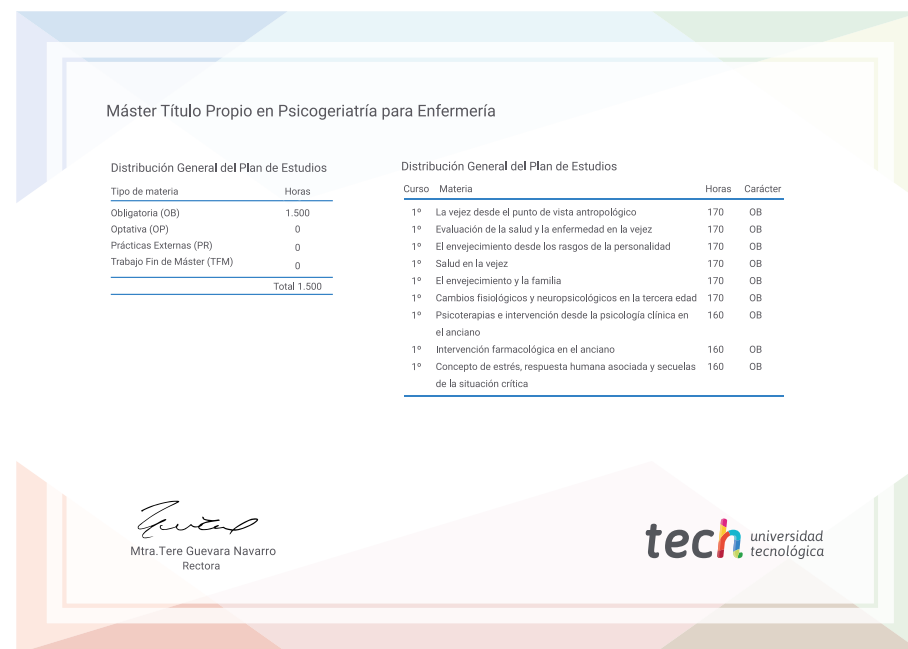 Máster Título Propio en Psicogeriatría para Enfermería
Distribución General del Plan de Estudios
Tipo de materia Horas
Obligatoria (OB) 1.500
Optativa (OP) 0
Prácticas Externas (PR) 0
Trabajo Fin de Máster (TFM) 0
Total 1.500
Distribución General del Plan de Estudios
Curso Materia Horas Carácter
1º La vejez desde el punto de vista antropológico 170 OB
1º Evaluación de la salud y la enfermedad en la vejez 170 OB
1º El envejecimiento desde los rasgos de la personalidad 170 OB
1º Salud en la vejez 170 OB
1º El envejecimiento y la familia 170 OB
1º Cambios fisiológicos y neuropsicológicos en la tercera edad 170 OB
1º Psicoterapias e intervención desde la psicología clínica en 160 OB
el anciano
1º Intervención farmacológica en el anciano 160 OB
1º Concepto de estrés, respuesta humana asociada y secuelas 160 OB
de la situación crítica
Mtra.Tere Guevara Navarro
Rectora
tech universidad
tecnológica